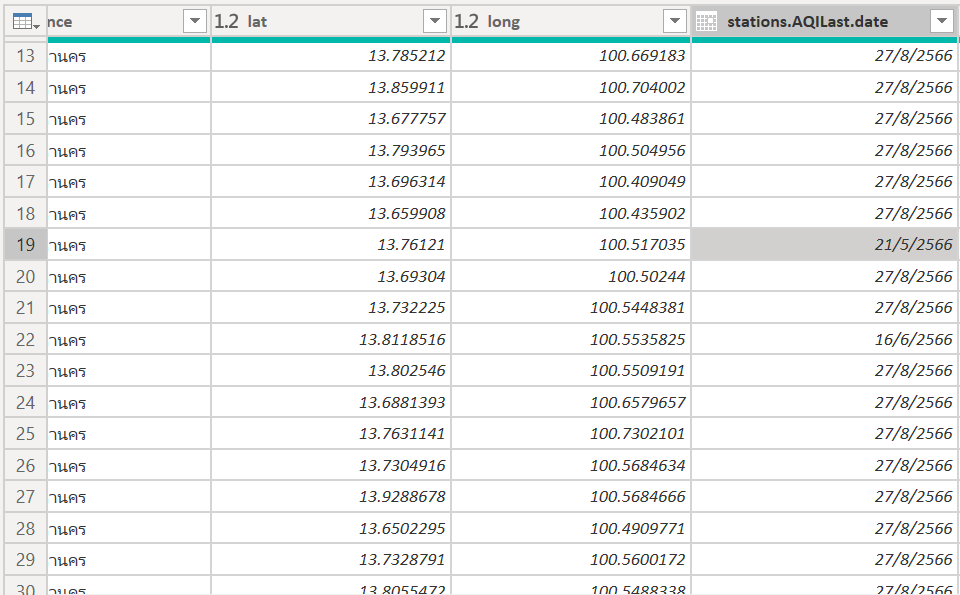 nce 1.2 lat 1.2 long stations.AQILast.date
13 านคร 13.785212 100.669183 27/8/2566
14 านคร 13.859911 100.704002 27/8/2566
15 านคร 13.677757 100.483861 27/8/2566
16 านคร 13.793965 100.504956 27/8/2566
17 านคร 13.696314 100.409049 27/8/2566
18 านคร 13.659908 100.435902 27/8/2566
19 านคร 13.76121 100.517035 21/5/2566
20 านคร 13.69304 100.50244 27/8/2566
21 านคร 13.732225 100.5448381 27/8/2566
22 านคร 13.8118516 100.5535825 16/6/2566
23 านคร 13.802546 100.5509191 27/8/2566
24 านคร 13.6881393 100.6579657 27/8/2566
25 านคร 13.7631141 100.7302101 27/8/2566
26 านคร 13.7304916 100.5684634 27/8/2566
27 านคร 13.9288678 100.5684666 27/8/2566
28 านคร 13.6502295 100.4909771 27/8/2566
29 านคร 13.7328791 100.5600172 27/8/2566
30 านคร 13.8055472 100.5488338 27/8/2566